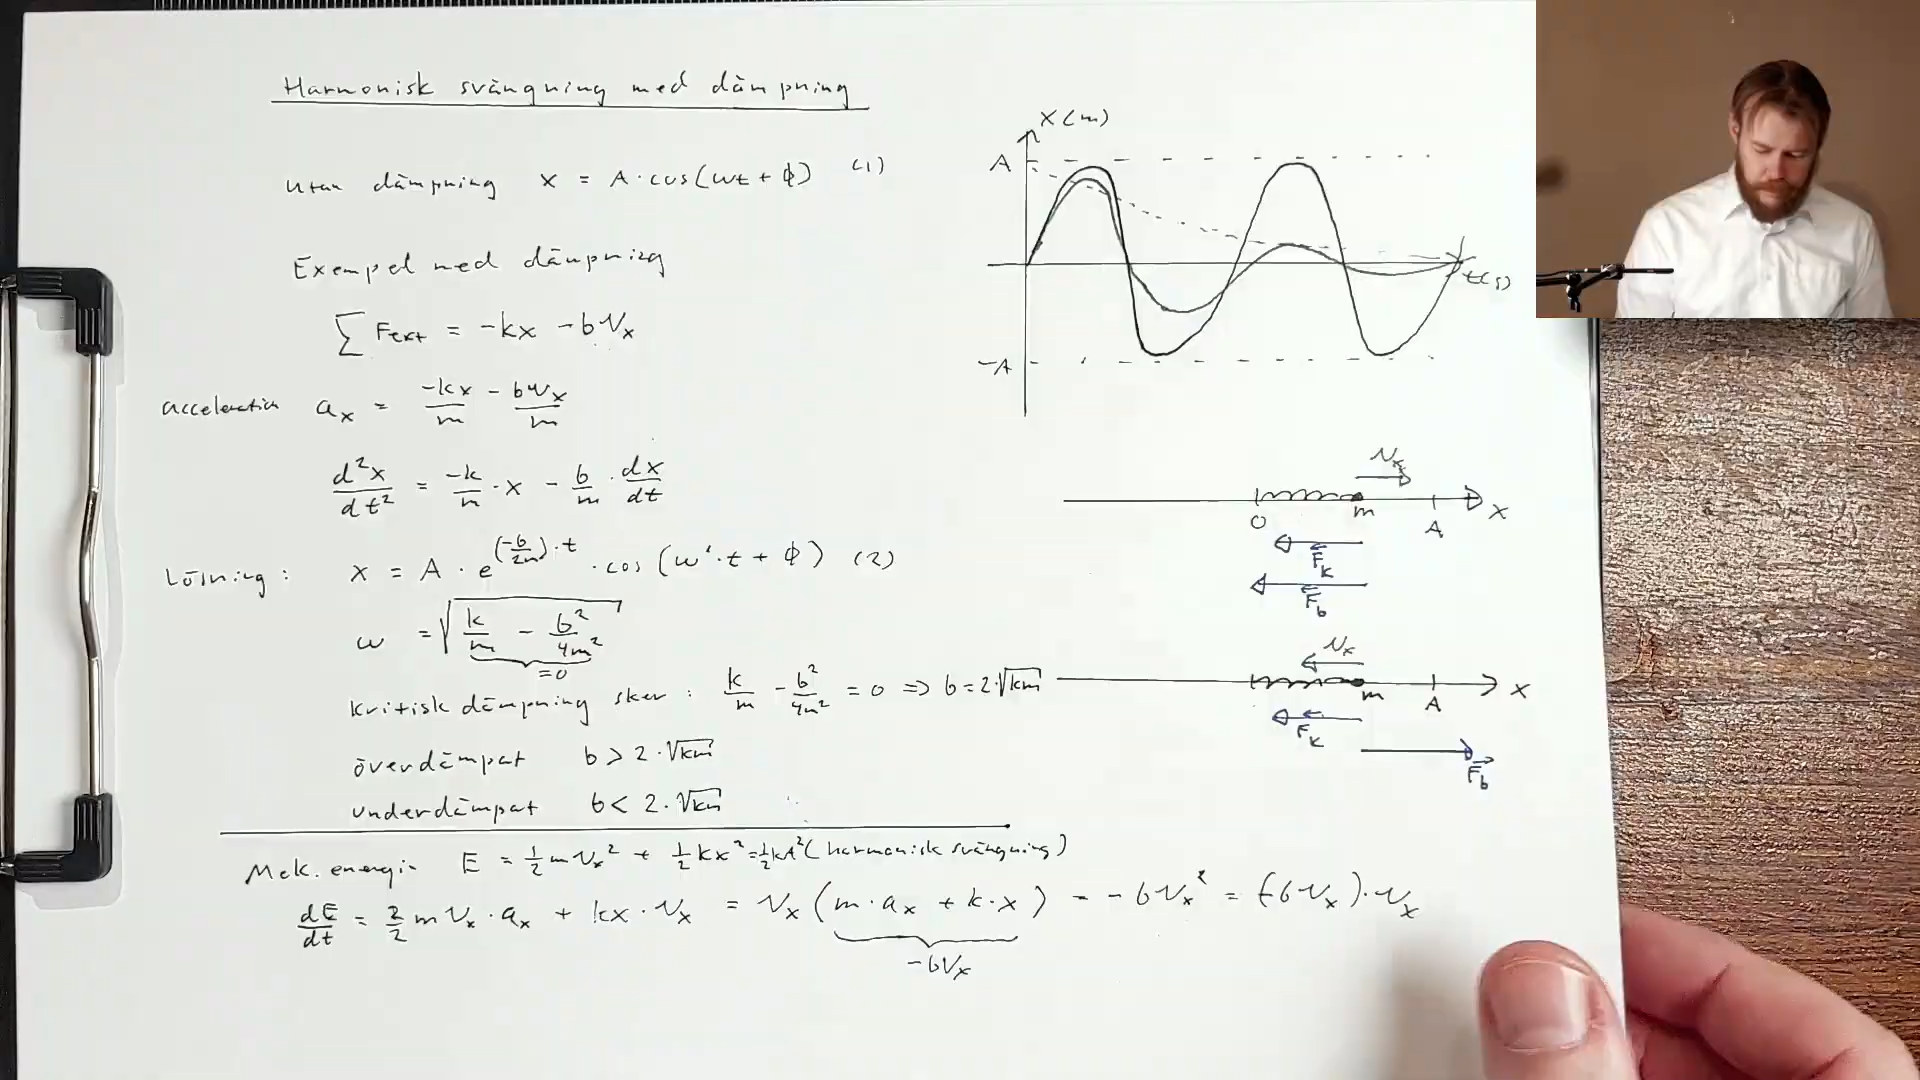 Harmonisk svängning med dämpning
utan dämpning x = A·cos(ωt + φ) (1)
Exempel med dämpning
∑ Fext = -kx - bvₓ
acceleration aₓ = -kx/m - bvₓ/m
d²x/dt² = -k/m · x - b/m · dx/dt
Lösning: x = A · e^(-b/2m)·t · cos(ω'·t + φ) (2)
ω = √(k/m - b²/4m²)
=0
kritisk dämpning sker: k/m - b²/4m² = 0 => b = 2·√km
överdämpat b > 2·√km
underdämpat b < 2·√km
Mek. energi. E = ½mvₓ² + ½kx² = ½kA² (harmonisk svängning)
dE/dt = 2/2 m vₓ · aₓ + kx · vₓ = vₓ (m·aₓ + k·x) = -bvₓ² = (-bvₓ)·vₓ
-bvₓ
x (m)
A
t(s)
-A
vₓ
0 m A x
Fk
Fb
vₓ
m A x
Fk
Fb